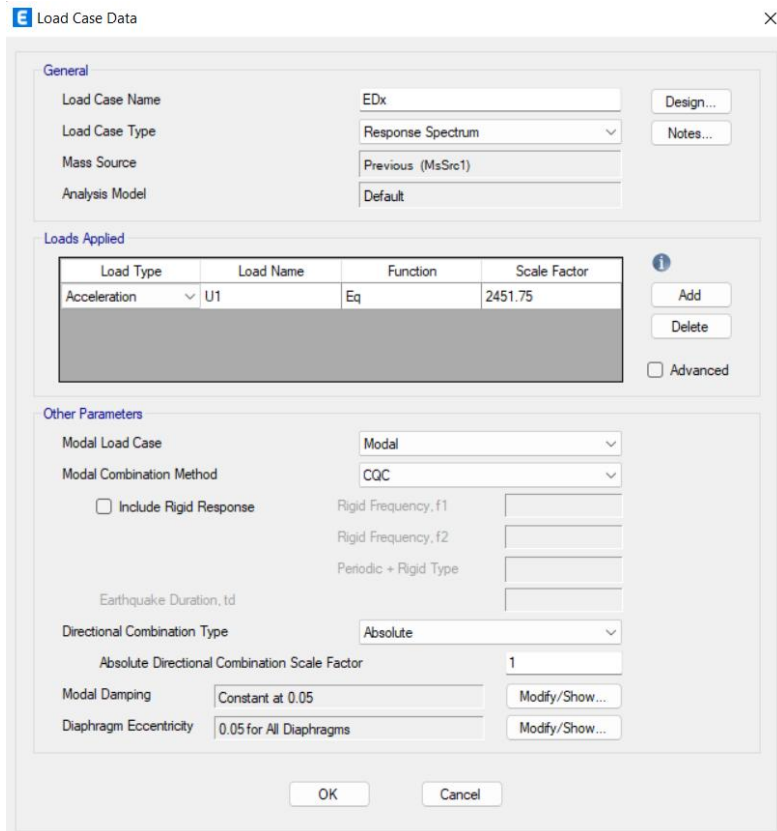 E Load Case Data
General
Load Case Name EDx Design...
Load Case Type Response Spectrum Notes...
Mass Source Previous (MsSrc1)
Analysis Model Default
Loads Applied
Load Type Load Name Function Scale Factor
Acceleration U1 Eq 2451.75
Add
Delete
Advanced
Other Parameters
Modal Load Case Modal
Modal Combination Method CQC
Include Rigid Response Rigid Frequency, f1
Rigid Frequency, f2
Periodic + Rigid Type
Earthquake Duration, td
Directional Combination Type Absolute
Absolute Directional Combination Scale Factor 1
Modal Damping Constant at 0.05 Modify/Show...
Diaphragm Eccentricity 0.05 for All Diaphragms Modify/Show...
OK Cancel